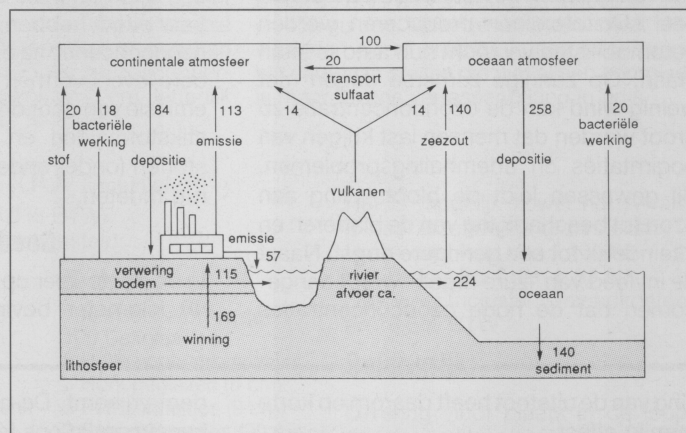 100
continentale atmosfeer
20
oceaan atmosfeer
transport
sulfaat
20
18
84
113
14
14
140
258
20
bacteriële
werking
emissie
zeezout
bacteriële
werking
stof
depositie
depositie
vulkanen
emissie
57
verwering
bodem
115
rivier
afvoer ca.
224
oceaan
169
winning
140
sediment
lithosfeer